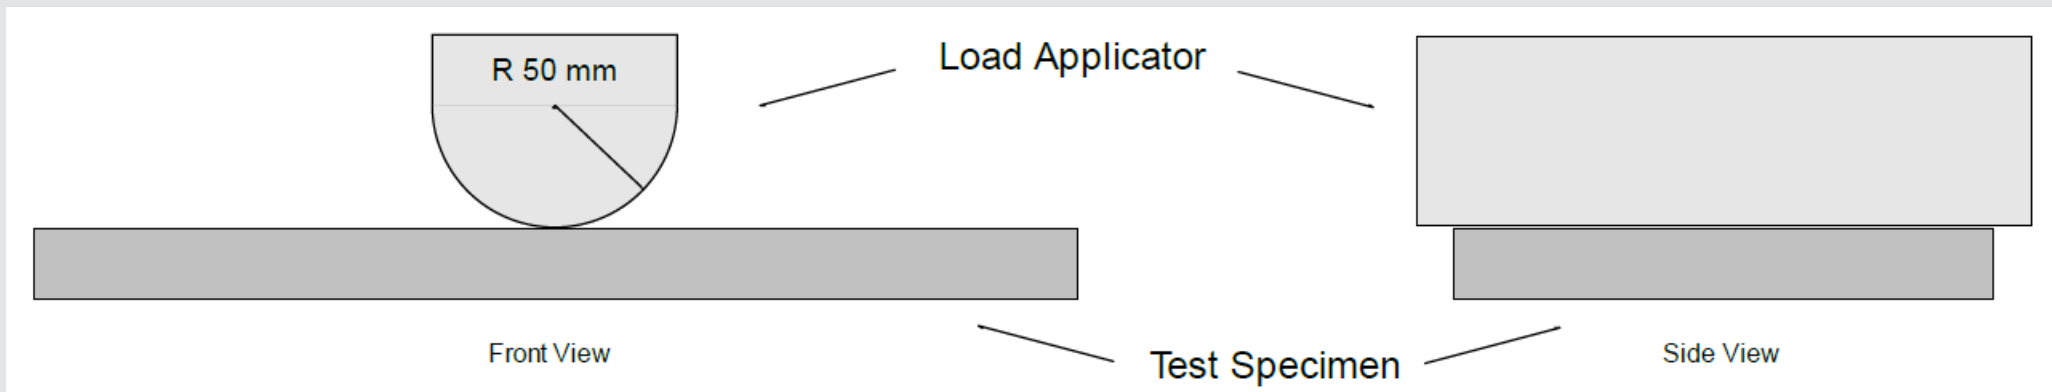 R 50 mm
Load Applicator
Front View
Test Specimen
Side View